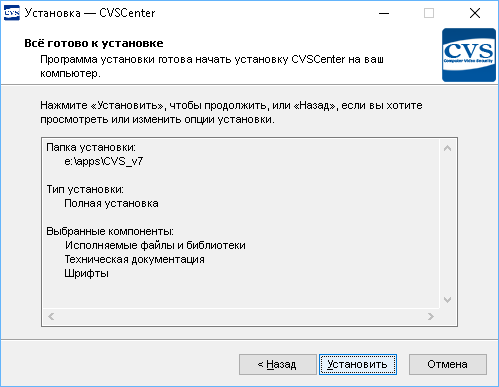 CVS Установка — CVSCenter
Всё готово к установке
Программа установки готова начать установку CVSCenter на ваш
компьютер.
CVS
Computer Video Security
Нажмите «Установить», чтобы продолжить, или «Назад», если вы хотите
просмотреть или изменить опции установки.
Папка установки:
e:\apps\CVS_v7
Тип установки:
Полная установка
Выбранные компоненты:
Исполняемые файлы и библиотеки
Техническая документация
Шрифты
< Назад
Установить
Отмена